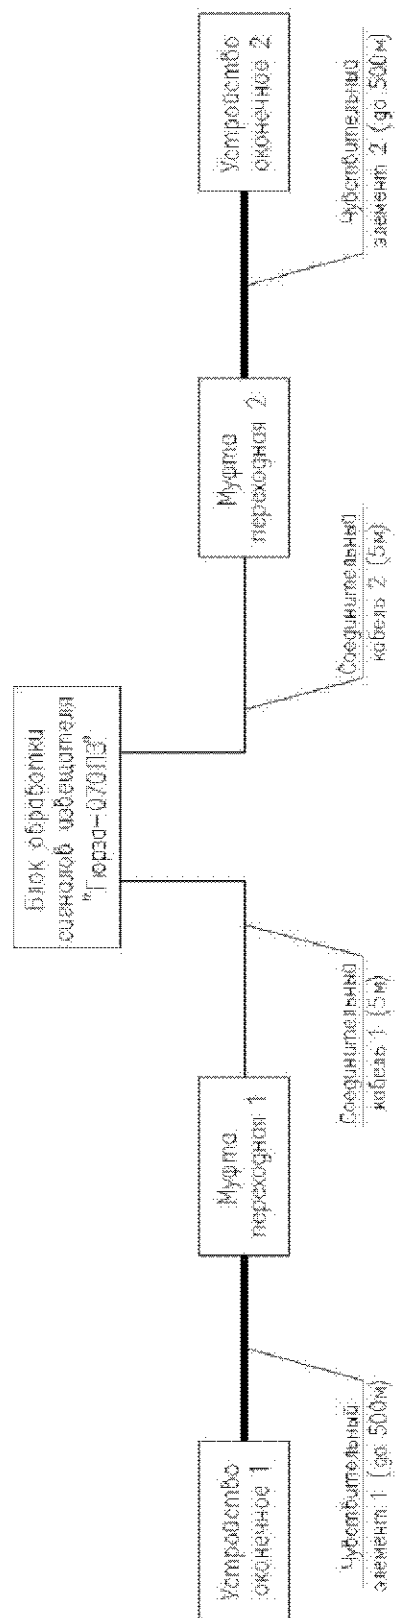 Блок обработки
сигналов извещателя
"Гюрза-070ПЗ"
Устройство
оконечное 1
Муфта
переходная 1
Муфта
переходная 2
Устройство
оконечное 2
Чувствительный
элемент 1 (до 500м)
Соединительный
кабель 1 (5м)
Соединительный
кабель 2 (5м)
Чувствительный
элемент 2 (до 500м)